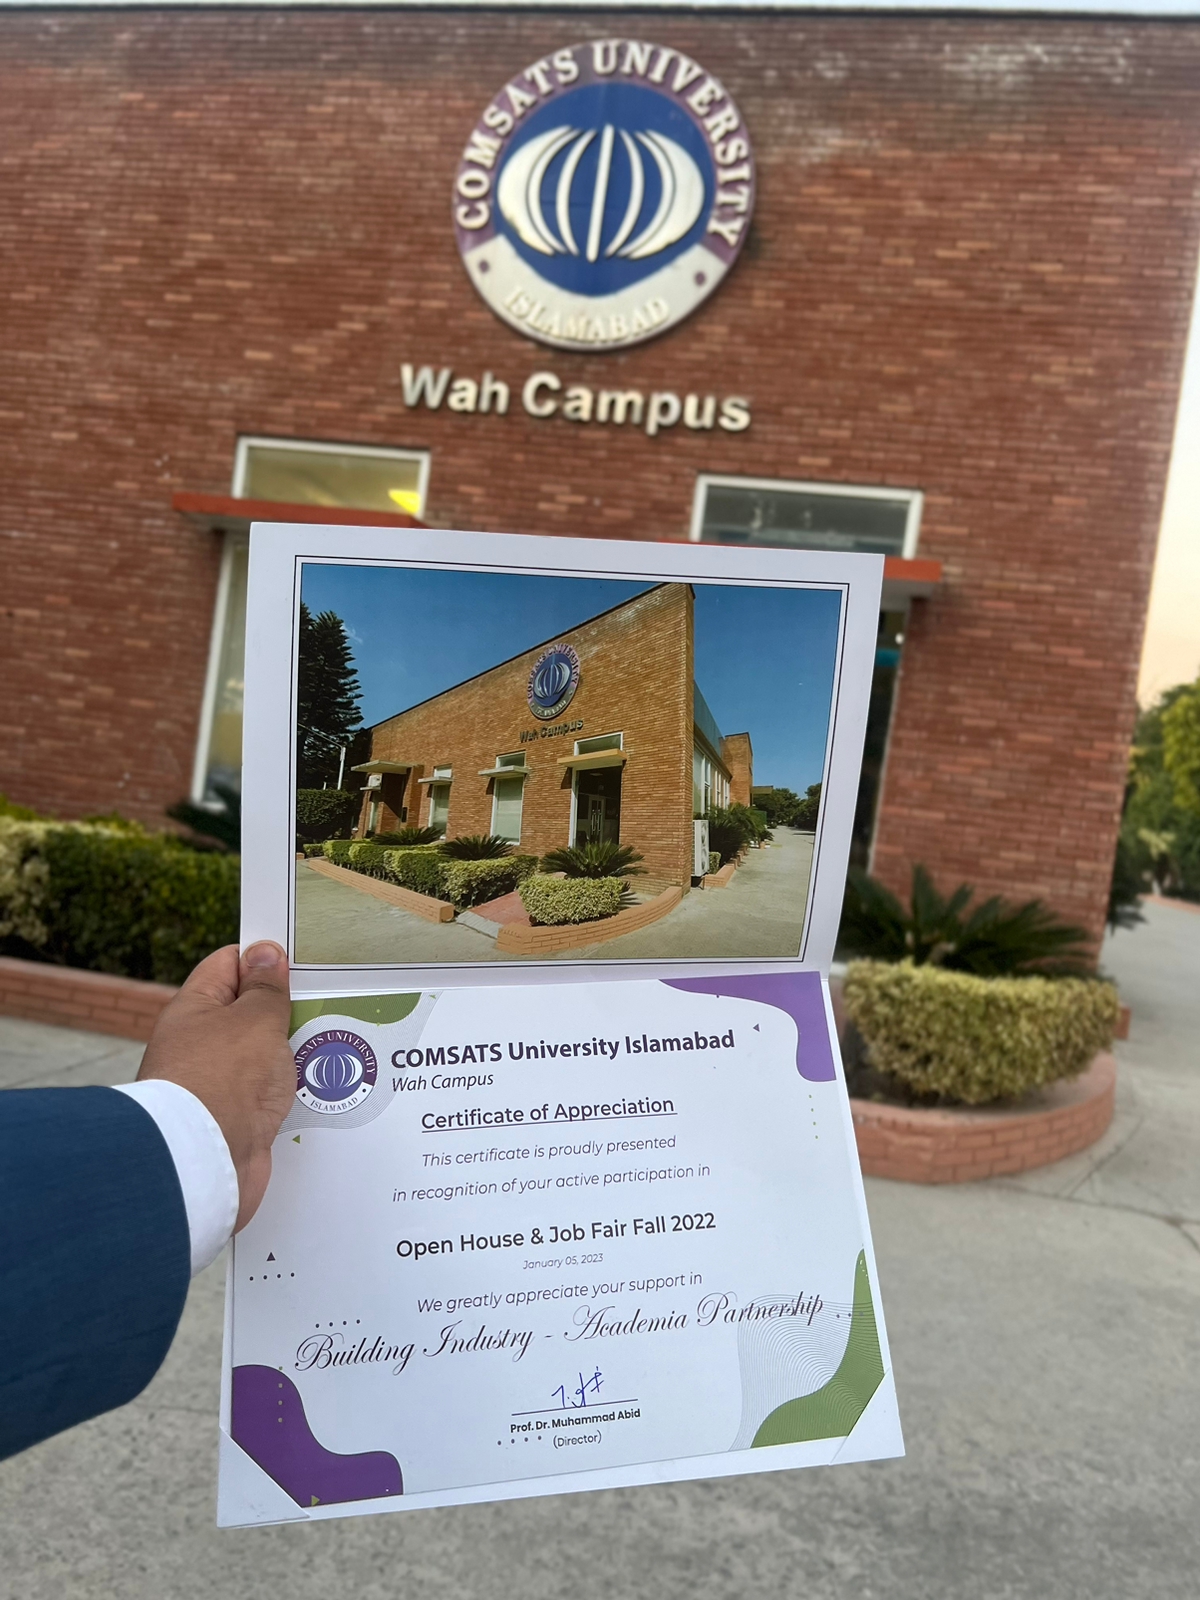 COMSATS UNIVERSITY
ISLAMABAD
Wah Campus
COMSATS UNIVERSITY
Wah Campus
COMSATS UNIVERSITY
ISLAMABAD
COMSATS University Islamabad
Wah Campus
Certificate of Appreciation
This certificate is proudly presented
in recognition of your active participation in
Open House & Job Fair Fall 2022
January 05, 2023
We greatly appreciate your support in
Building Industry - Academia Partnership
Prof. Dr. Muhammad Abid
(Director)